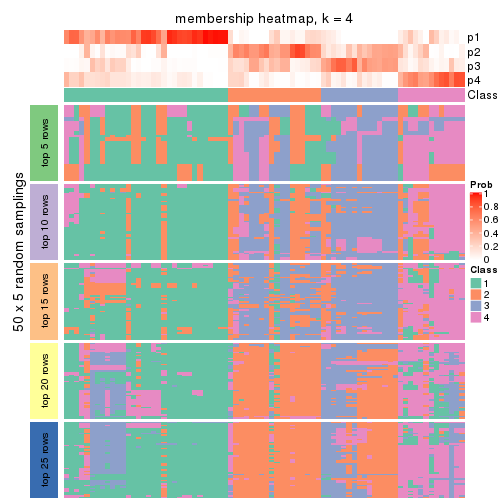 membership heatmap, k = 4
p1
p2
p3
p4
Class
50 x 5 random samplings
top 5 rows
top 10 rows
top 15 rows
top 20 rows
top 25 rows
Prob
1
0.8
0.6
0.4
0.2
0
Class
1
2
3
4